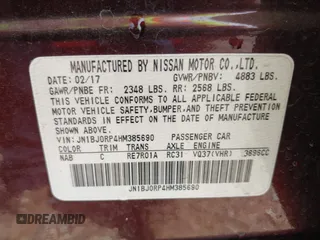 MANUFACTURED BY NISSAN MOTOR CO.,LTD.
DATE: 02/17 GVWR/PNBV: 4883 LBS.
GAWR/PNBE FR: 2348 LBS. RR: 2568 LBS.
THIS VEHICLE CONFORMS TO ALL APPLICABLE FEDERAL
MOTOR VEHICLE SAFETY,BUMPER,AND THEFT PREVENTION
STANDARDS IN EFFECT ON THE DATE OF MANUFACTURE
SHOWN ABOVE.
VIN: JN1BJ0RP4HM385690 PASSENGER CAR
COLOR TRIM TRANS AXLE ENGINE
NAB C RE7R01A RC31 VQ37(VHR) 3696CC
JN1BJ0RP4HM385690
DREAMBID